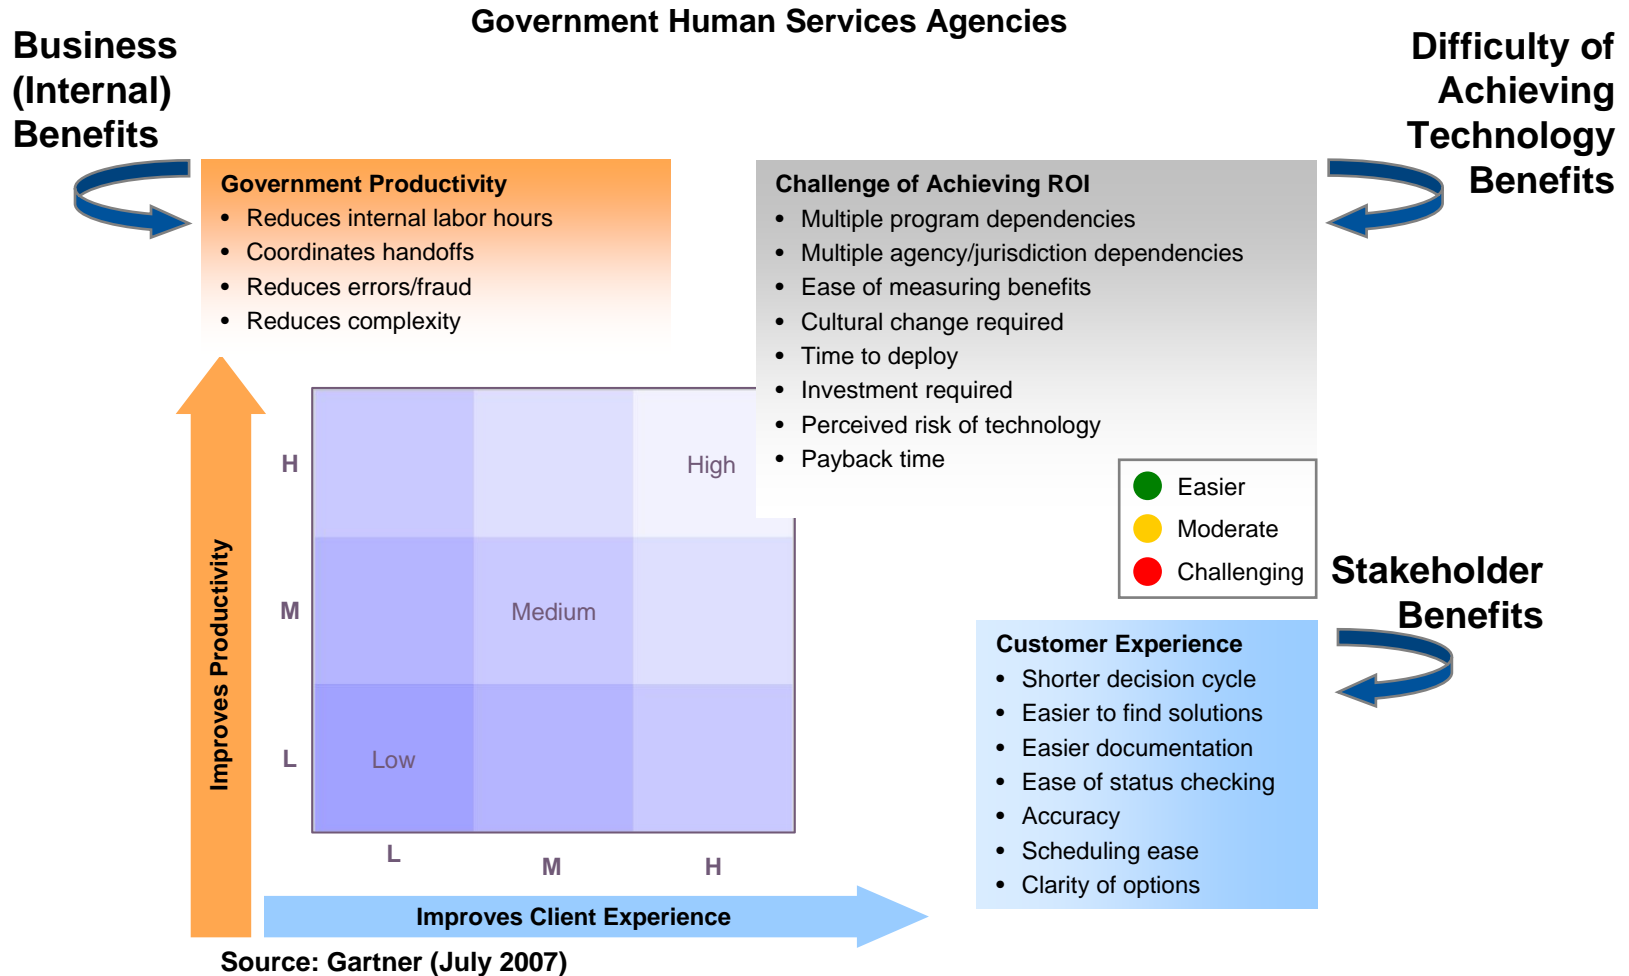 Government Human Services Agencies
Business
(Internal)
Benefits
Difficulty of
Achieving
Technology
Benefits
Government Productivity
• Reduces internal labor hours
• Coordinates handoffs
• Reduces errors/fraud
• Reduces complexity
Challenge of Achieving ROI
• Multiple program dependencies
• Multiple agency/jurisdiction dependencies
• Ease of measuring benefits
• Cultural change required
• Time to deploy
• Investment required
• Perceived risk of technology
• Payback time
Easier
Moderate
Challenging
Stakeholder
Benefits
Customer Experience
• Shorter decision cycle
• Easier to find solutions
• Easier documentation
• Ease of status checking
• Accuracy
• Scheduling ease
• Clarity of options
Improves Productivity
H
High
M
Medium
L
Low
L
M
H
Improves Client Experience
Source: Gartner (July 2007)